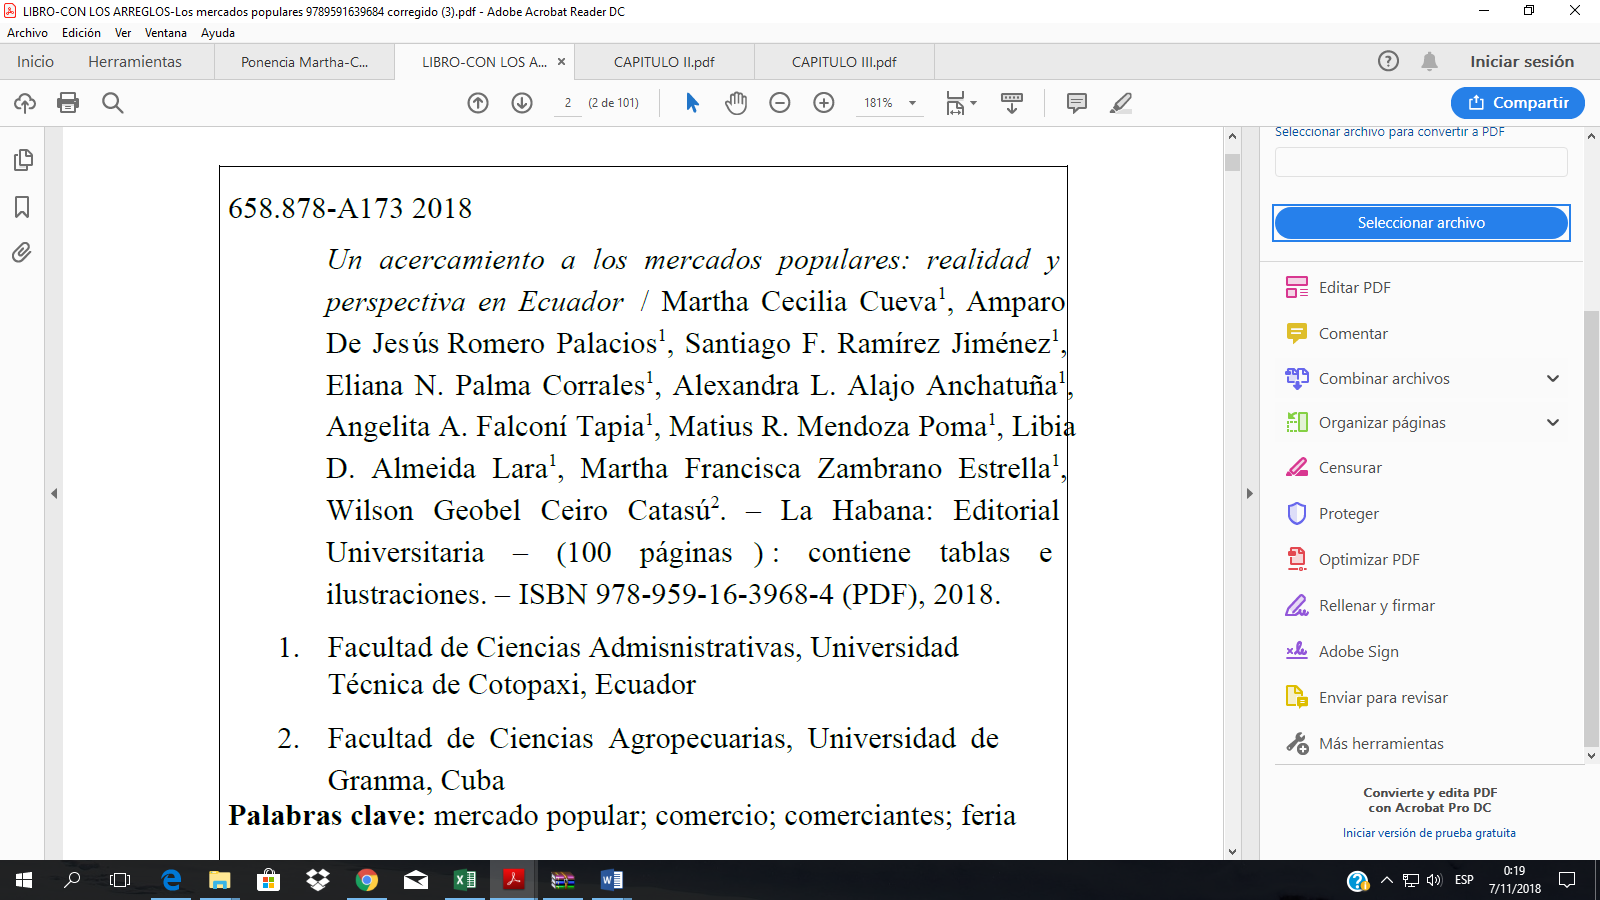 LIBRO-CON LOS ARREGLOS-Los mercados populares 9789591639684 corregido (3).pdf - Adobe Acrobat Reader DC
Archivo Edición Ver Ventana Ayuda
Inicio Herramientas Ponencia Martha-C... LIBRO-CON LOS A... × CAPITULO II.pdf CAPITULO III.pdf ? Iniciar sesión
2 (2 de 101) 181% Compartir
658.878-A173 2018
Un acercamiento a los mercados populares: realidad y
perspectiva en Ecuador / Martha Cecilia Cueva1, Amparo
De Jesús Romero Palacios1, Santiago F. Ramírez Jiménez1,
Eliana N. Palma Corrales1, Alexandra L. Alajo Anchatuña1,
Angelita A. Falconí Tapia1, Matius R. Mendoza Poma1, Libia
D. Almeida Lara1, Martha Francisca Zambrano Estrella1,
Wilson Geobel Ceiro Catasú2. – La Habana: Editorial
Universitaria – (100 páginas ) : contiene tablas e
ilustraciones. – ISBN 978-959-16-3968-4 (PDF), 2018.
1. Facultad de Ciencias Admisnistrativas, Universidad
Técnica de Cotopaxi, Ecuador
2. Facultad de Ciencias Agropecuarias, Universidad de
Granma, Cuba
Palabras clave: mercado popular; comercio; comerciantes; feria
Seleccionar archivo para convertir a PDF
Seleccionar archivo
Editar PDF
Comentar
Combinar archivos
Organizar páginas
Censurar
Proteger
Optimizar PDF
Rellenar y firmar
Adobe Sign
Enviar para revisar
Más herramientas
Convierte y edita PDF
con Acrobat Pro DC
Iniciar versión de prueba gratuita
ESP
0:19
7/11/2018